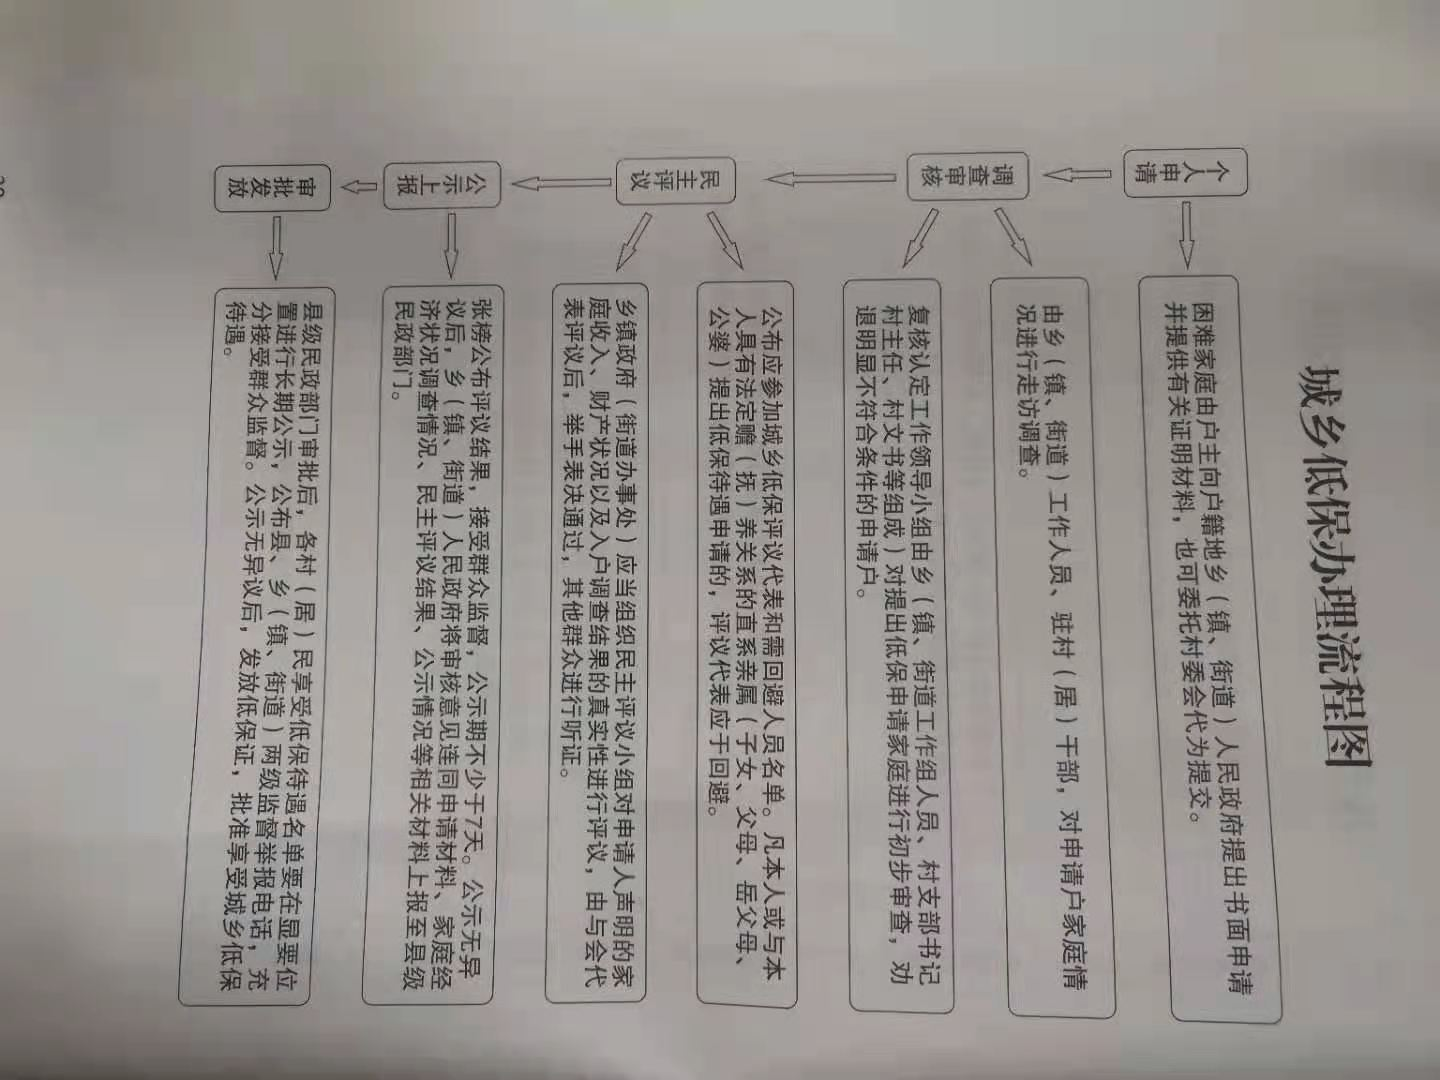 城乡低保办理流程图
个人
申请
困难家庭由户主向户籍地乡（镇、街道）人民政府提出书面申请
并提供有关证明材料，也可委托村委会代为提交。
调查
审核
由乡（镇、街道）工作人员、驻村（居）干部，对申请户家庭情
况进行走访调查。
复核认定工作领导小组由乡（镇、街道工作组人员、村支部书记
村主任、村文书等组成）对提出低保申请家庭进行初步审查，劝
退明显不符合条件的申请户。
民主
评议
公布应参加城乡低保评议代表和需回避人员名单。凡本人或与本
人具有法定赡（抚）养关系的直系亲属（子女、父母、岳父母、
公婆）提出低保待遇申请的，评议代表应于回避。
乡镇政府（街道办事处）应当组织民主评议小组对申请人声明的家
庭收入、财产状况以及入户调查结果的真实性进行评议，由与会代
表评议后，举手表决通过，其他群众进行听证。
公示
上报
张榜公布评议结果，接受群众监督，公示期不少于7天。公示无异
议后，乡（镇、街道）人民政府将审核意见连同申请材料、家庭经
济状况调查情况、民主评议结果、公示情况等相关材料上报至县级
民政部门。
审批
发放
县级民政部门审批后，各村（居）民享受低保待遇名单要在显要位
置进行长期公示，公布县、乡（镇、街道）两级监督举报电话，充
分接受群众监督。公示无异议后，发放低保证，批准享受城乡低保
待遇。